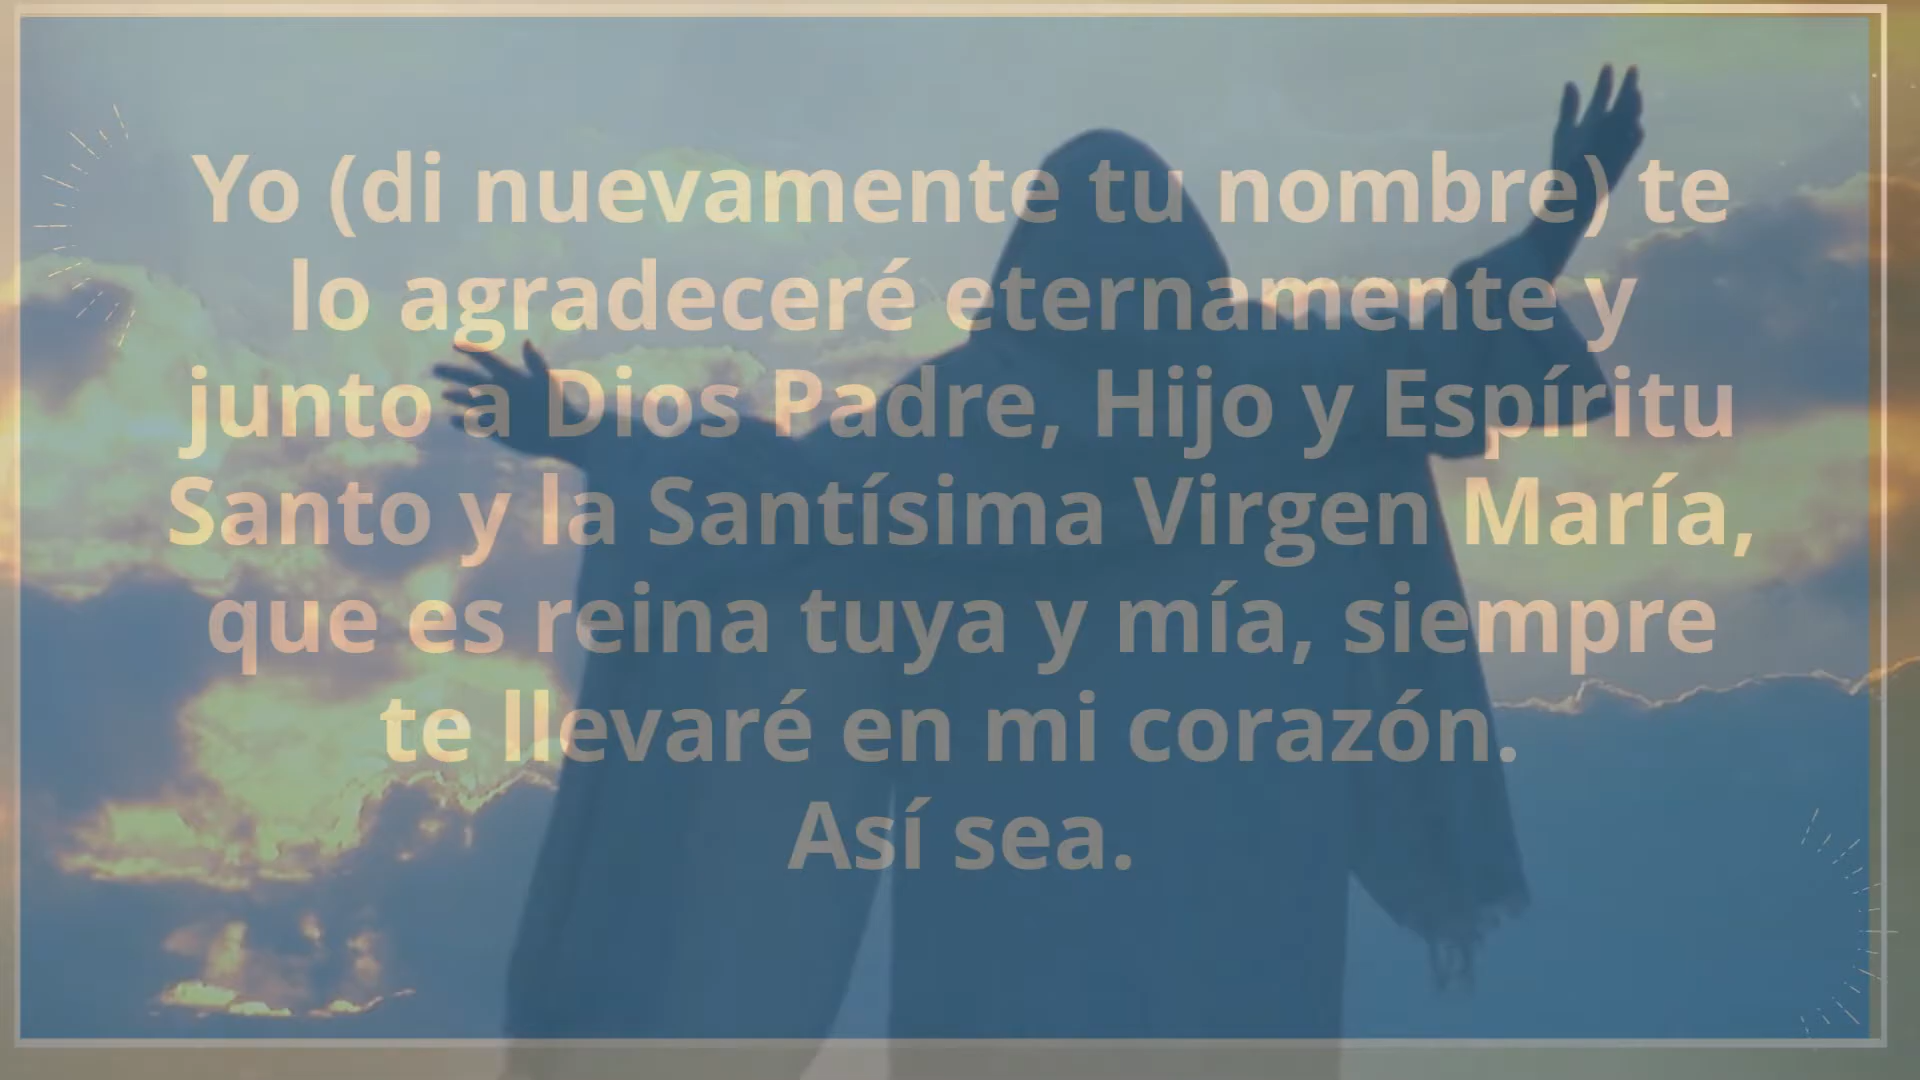 Yo (di nuevamente tu nombre) te
lo agradeceré eternamente y
junto a Dios Padre, Hijo y Espíritu
Santo y la Santísima Virgen María,
que es reina tuya y mía, siempre
te llevaré en mi corazón.
Así sea.